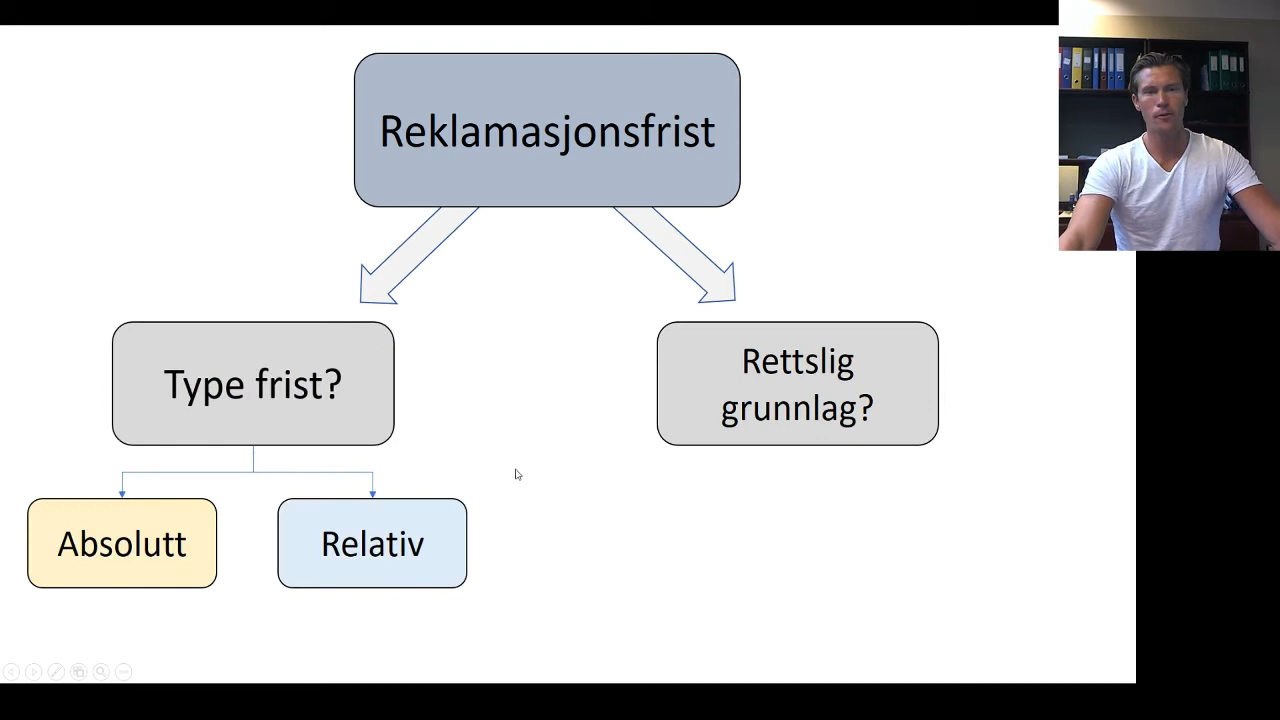 Reklamasjonsfrist
Type frist?
Rettslig
grunnlag?
Absolutt
Relativ